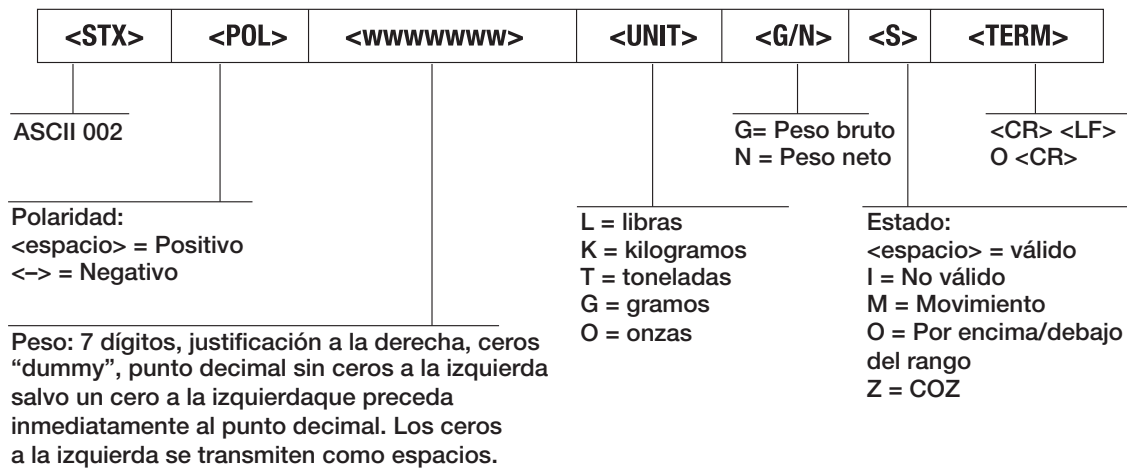 <STX> <POL> <wwwwwww> <UNIT> <G/N> <S> <TERM>
ASCII 002
G= Peso bruto
N = Peso neto
<CR> <LF>
O <CR>
Polaridad:
<espacio> = Positivo
<–> = Negativo
L = libras
K = kilogramos
T = toneladas
G = gramos
O = onzas
Estado:
<espacio> = válido
I = No válido
M = Movimiento
O = Por encima/debajo
del rango
Z = COZ
Peso: 7 dígitos, justificación a la derecha, ceros
“dummy”, punto decimal sin ceros a la izquierda
salvo un cero a la izquierdaque preceda
inmediatamente al punto decimal. Los ceros
a la izquierda se transmiten como espacios.